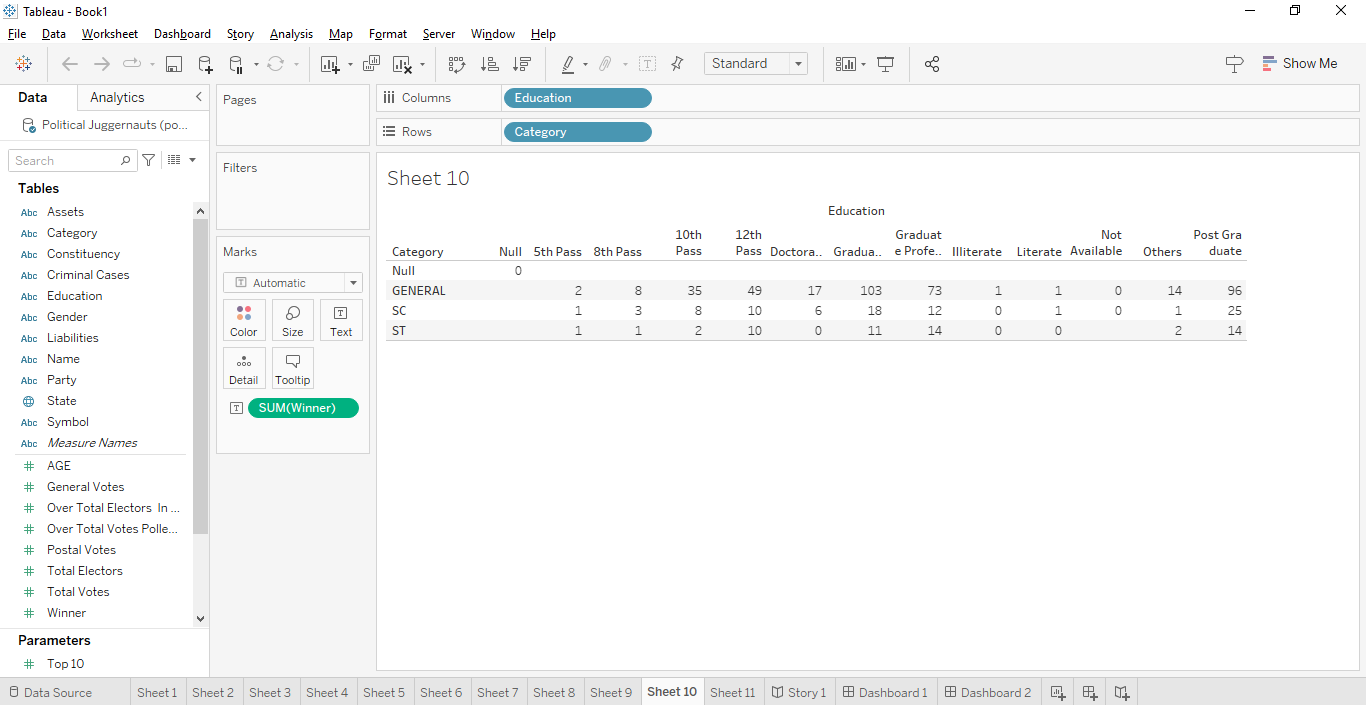 Tableau - Book1
File Data Worksheet Dashboard Story Analysis Map Format Server Window Help
Standard
Show Me
Data Analytics
Political Juggernauts (po...
Search
Tables
Abc Assets
Abc Category
Abc Constituency
Abc Criminal Cases
Abc Education
Abc Gender
Abc Liabilities
Abc Name
Abc Party
State
Abc Symbol
Abc Measure Names
# AGE
# General Votes
# Over Total Electors In ...
# Over Total Votes Polle...
# Postal Votes
# Total Electors
# Total Votes
# Winner
Parameters
# Top 10
Pages
Filters
Marks
T Automatic
Color Size T Text
Detail Tooltip
T SUM(Winner)
Columns Education
Rows Category
Sheet 10
Education
Category Null 5th Pass 8th Pass 10th Pass 12th Pass Doctora.. Gradua.. Graduat e Profe.. Illiterate Literate Not Available Others Post Gra duate
Null 0
GENERAL 2 8 35 49 17 103 73 1 1 0 14 96
SC 1 3 8 10 6 18 12 0 1 0 1 25
ST 1 1 2 10 0 11 14 0 0 2 14
Data Source Sheet 1 Sheet 2 Sheet 3 Sheet 4 Sheet 5 Sheet 6 Sheet 7 Sheet 8 Sheet 9 Sheet 10 Sheet 11 Story 1 Dashboard 1 Dashboard 2